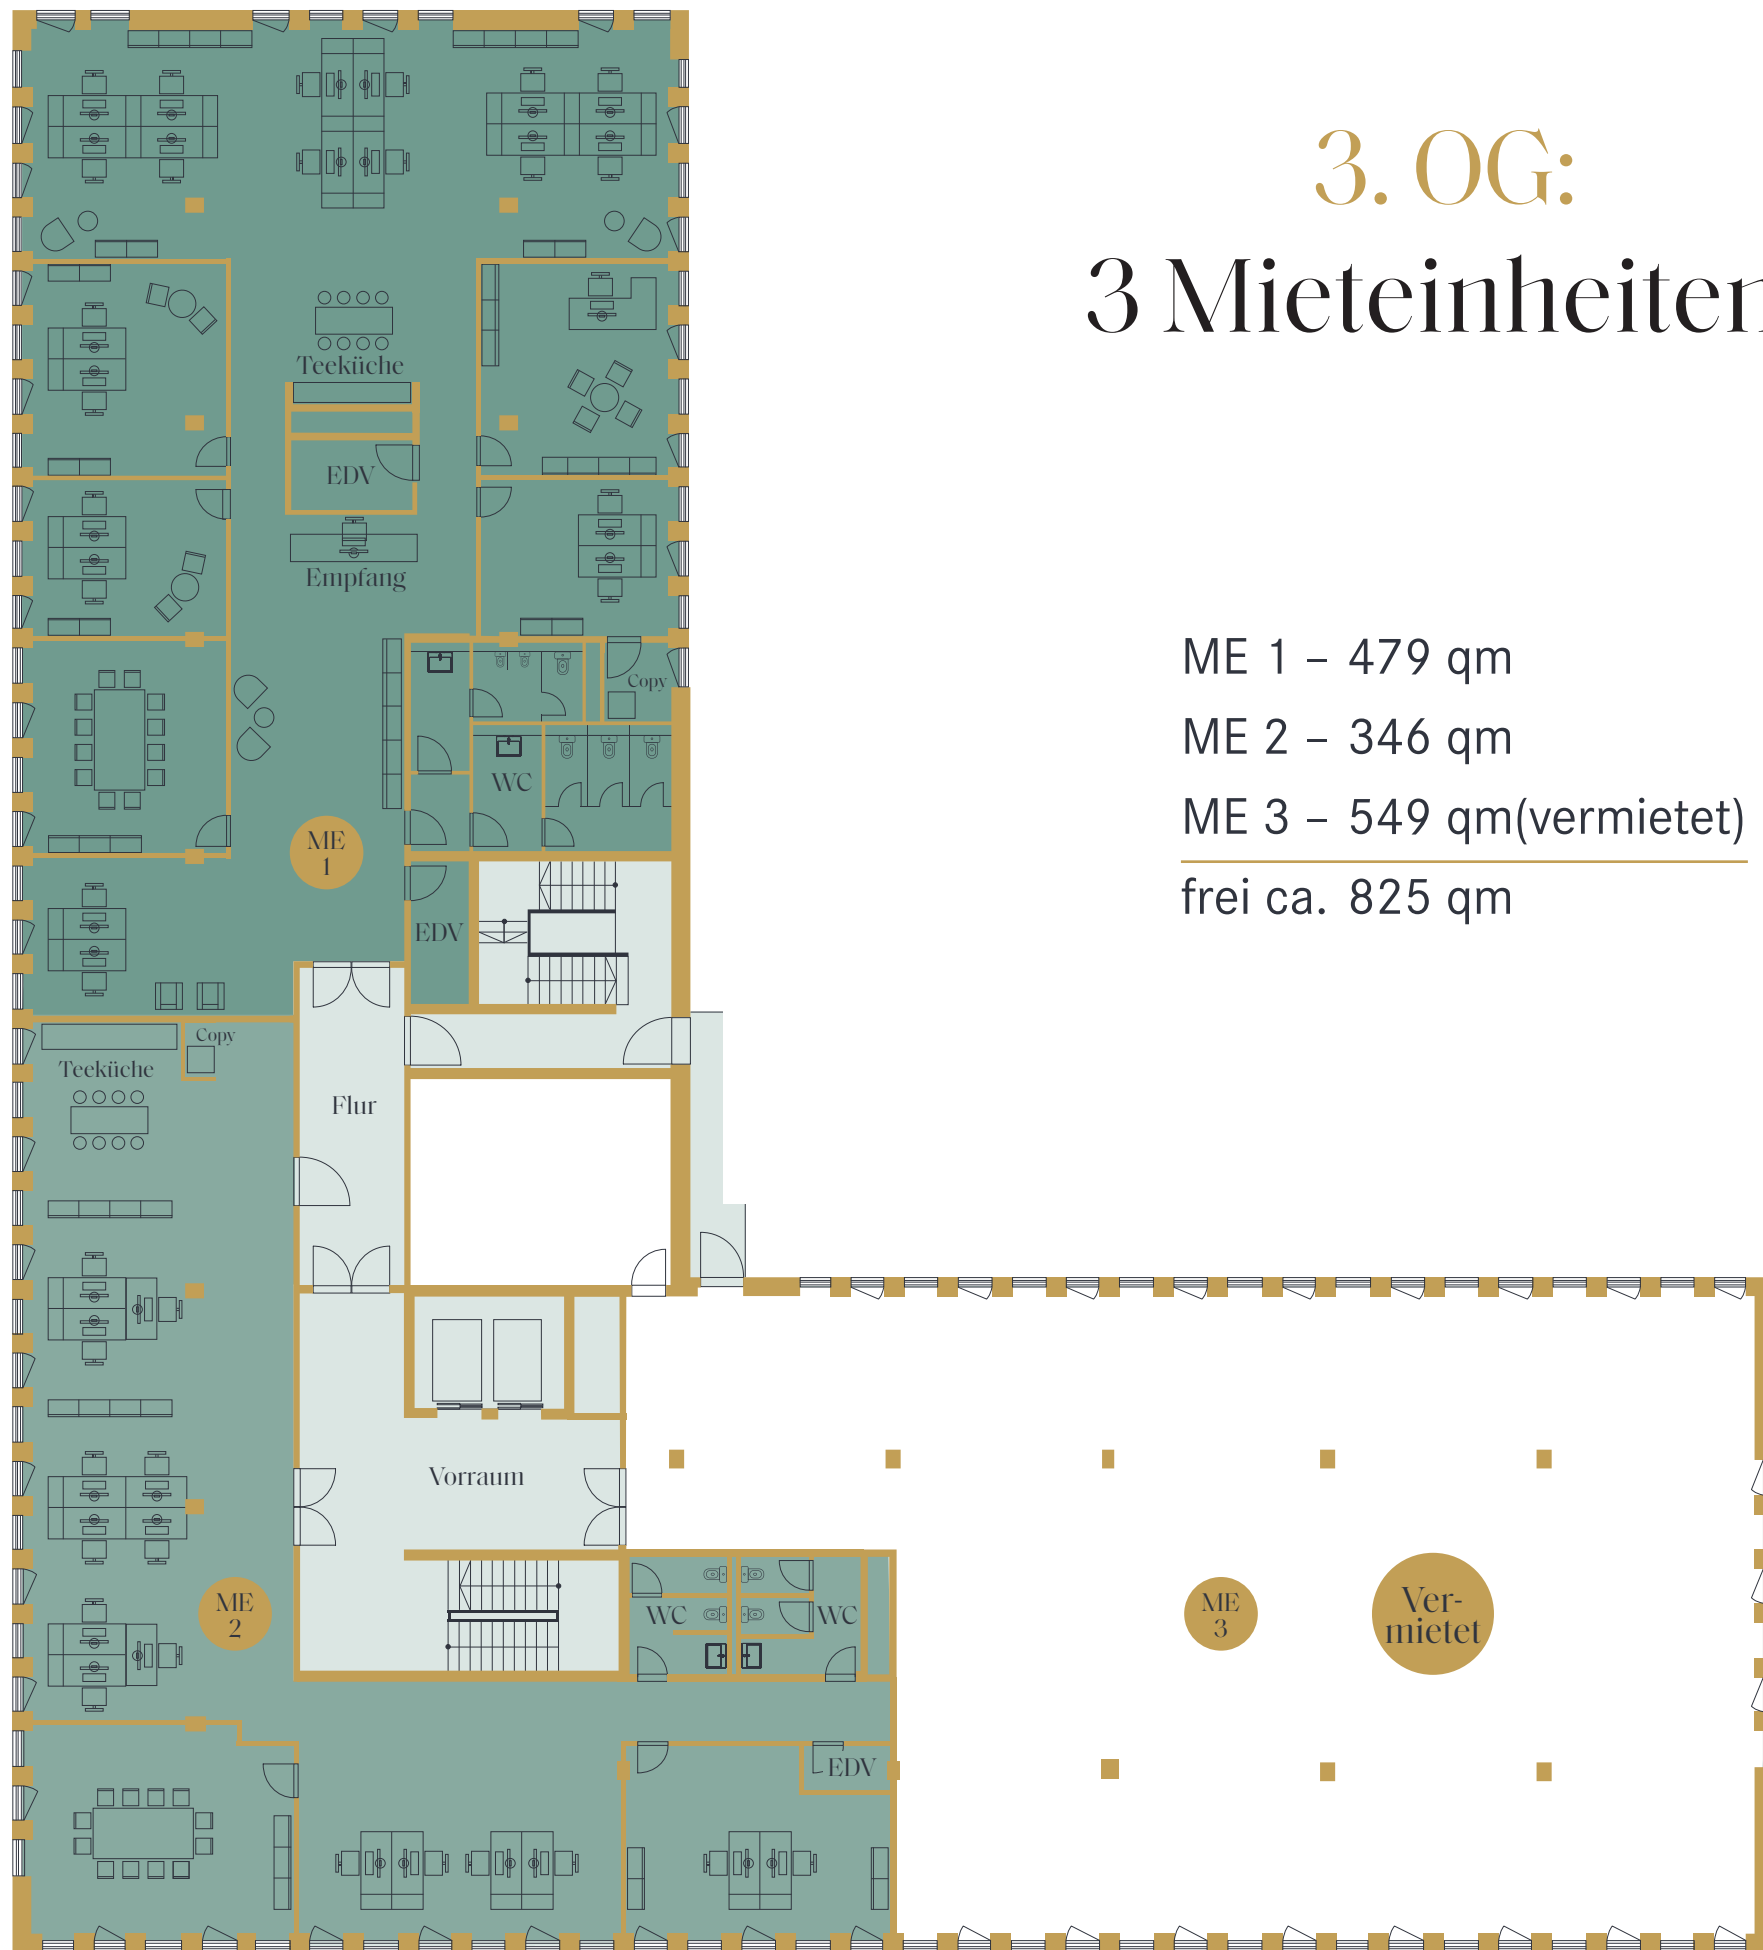 3. OG:
3 Mieteinheiten
ME 1 – 479 qm
ME 2 – 346 qm
ME 3 – 549 qm(vermietet)
frei ca. 825 qm
Teeküche
EDV
Empfang
Copy
WC
ME
1
EDV
Copy
Teeküche
Flur
Vorraum
ME
2
WC
WC
ME
3
Ver-
mietet
EDV